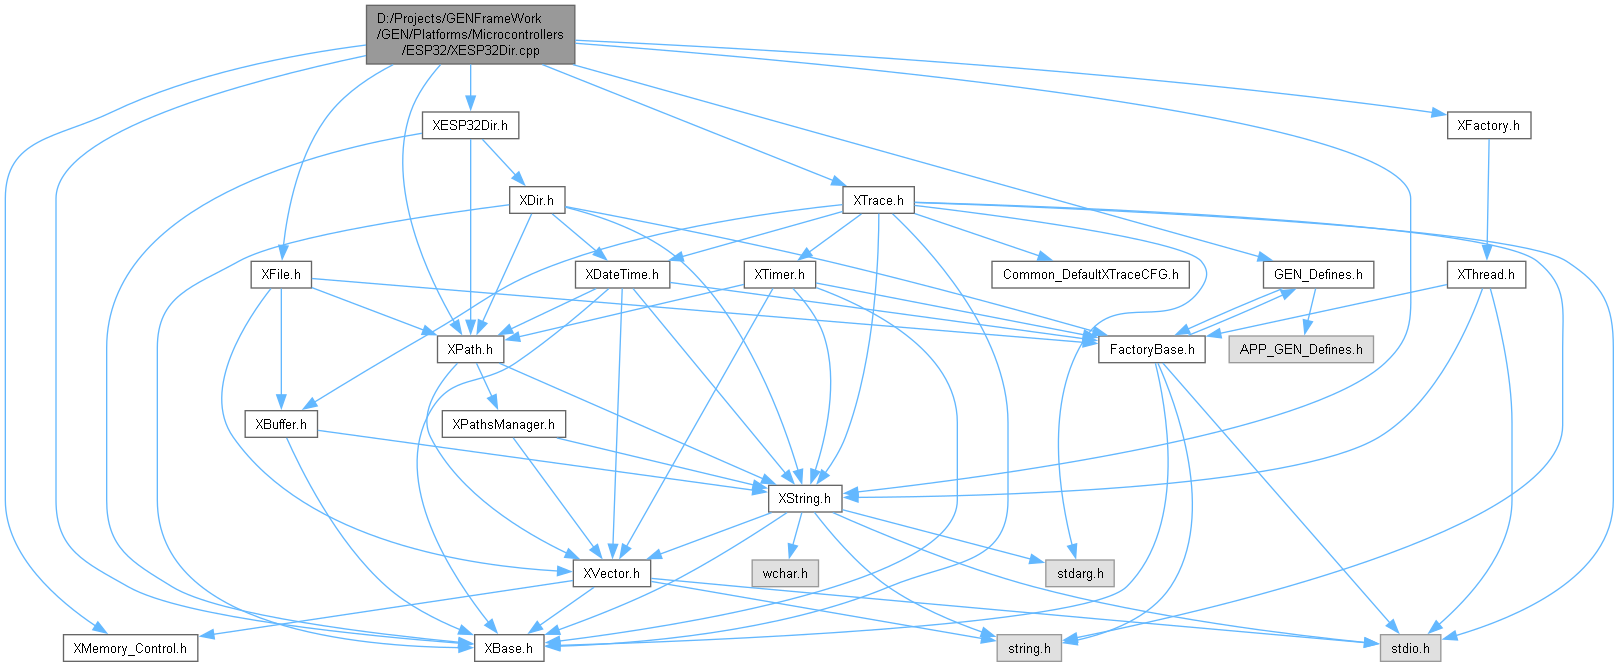 D:/Projects/GENFrameWork
/GEN/Platforms/Microcontrollers
/ESP32/XESP32Dir.cpp
XESP32Dir.h
XFactory.h
XDir.h
XTrace.h
XFile.h
XDateTime.h
XTimer.h
Common_DefaultXTraceCFG.h
GEN_Defines.h
XThread.h
XPath.h
FactoryBase.h
APP_GEN_Defines.h
XBuffer.h
XPathsManager.h
XString.h
XVector.h
wchar.h
stdarg.h
XMemory_Control.h
XBase.h
string.h
stdio.h